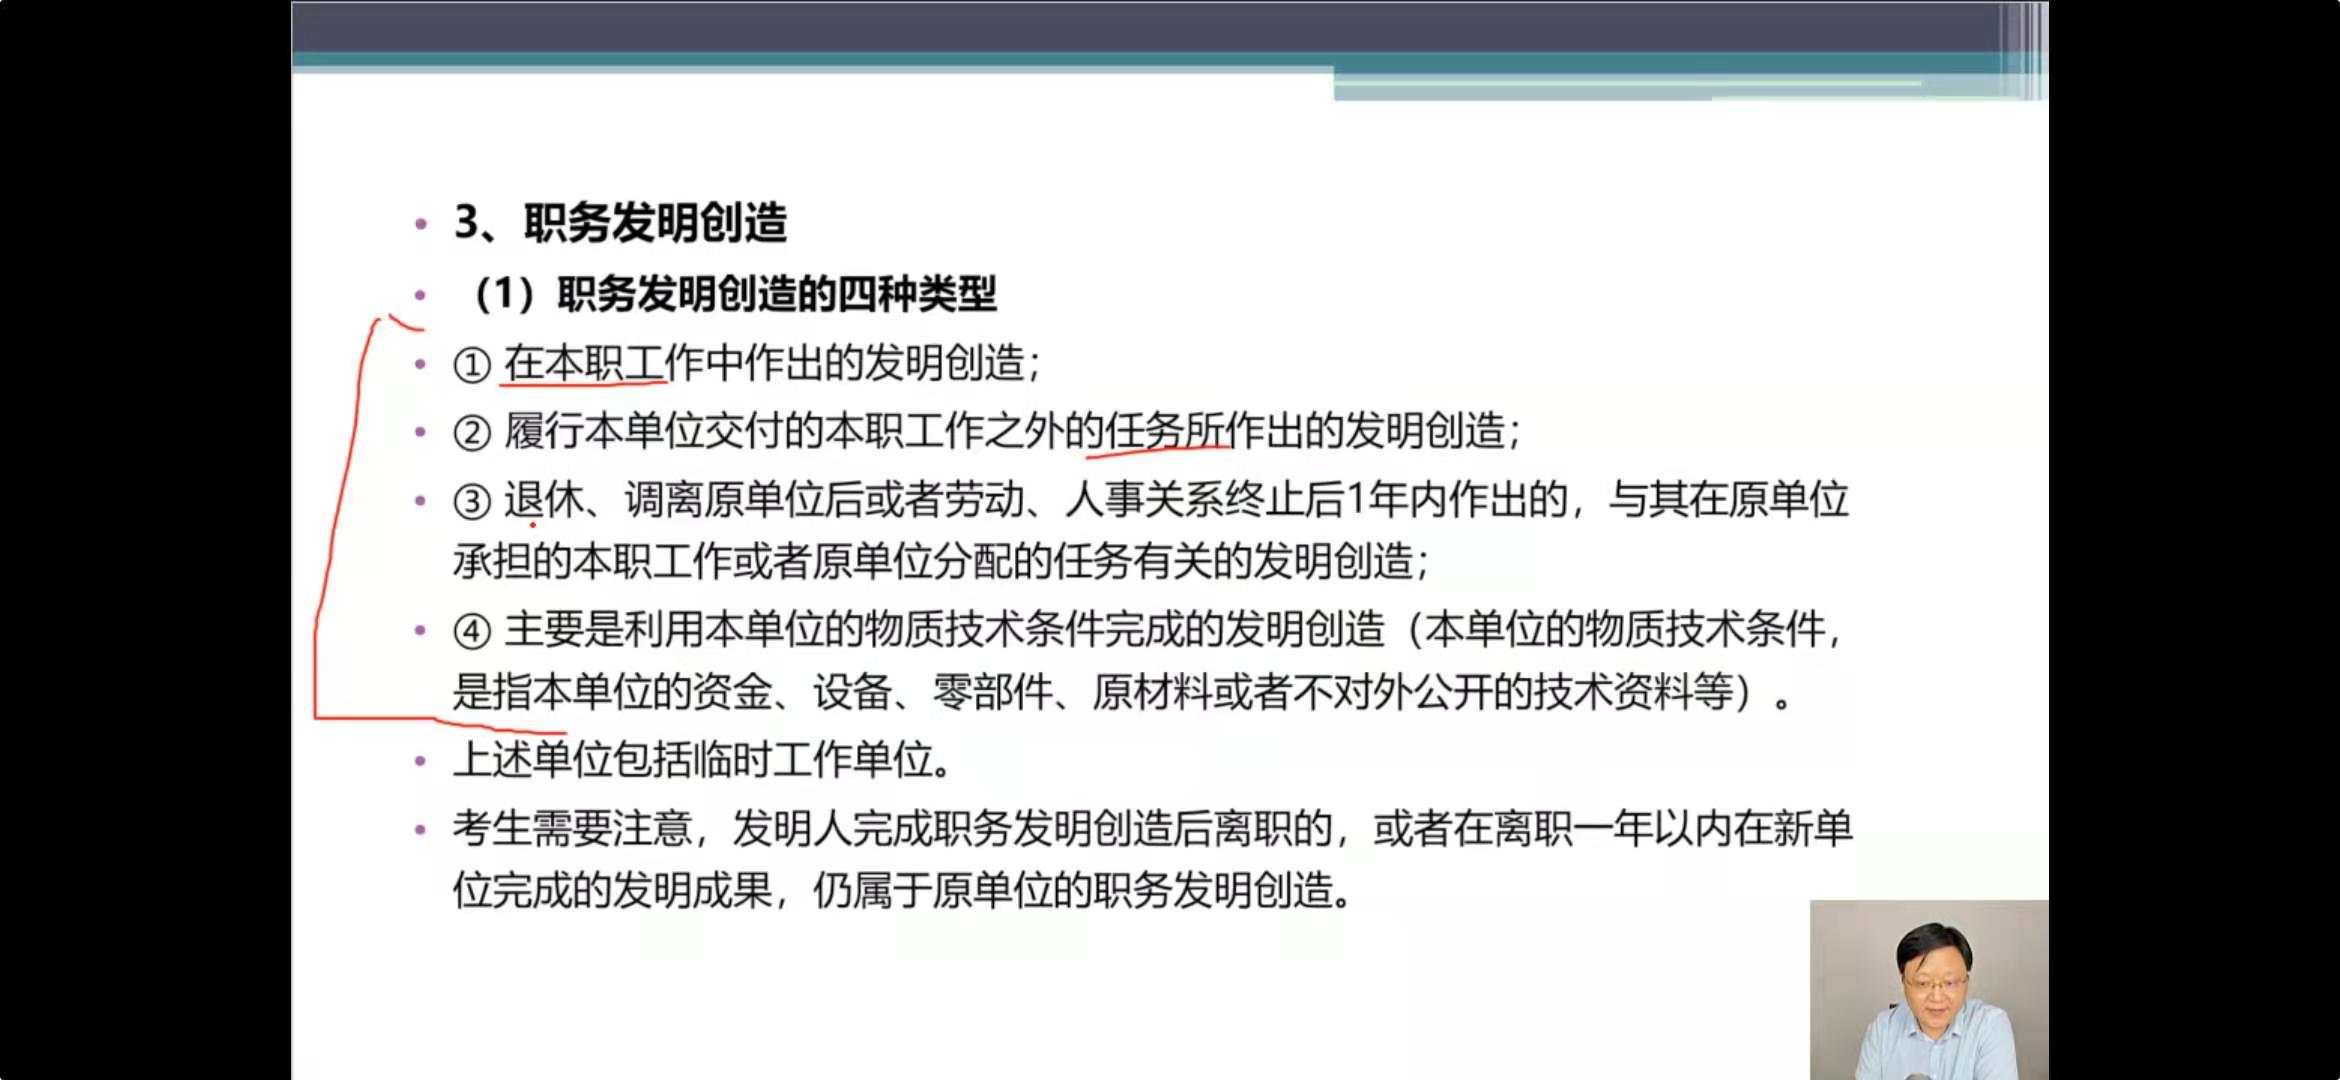 3、职务发明创造
（1）职务发明创造的四种类型
① 在本职工作中作出的发明创造；
② 履行本单位交付的本职工作之外的任务所作出的发明创造；
③ 退休、调离原单位后或者劳动、人事关系终止后1年内作出的，与其在原单位
承担的本职工作或者原单位分配的任务有关的发明创造；
④ 主要是利用本单位的物质技术条件完成的发明创造（本单位的物质技术条件，
是指本单位的资金、设备、零部件、原材料或者不对外公开的技术资料等）。
上述单位包括临时工作单位。
考生需要注意，发明人完成职务发明创造后离职的，或者在离职一年以内在新单
位完成的发明成果，仍属于原单位的职务发明创造。